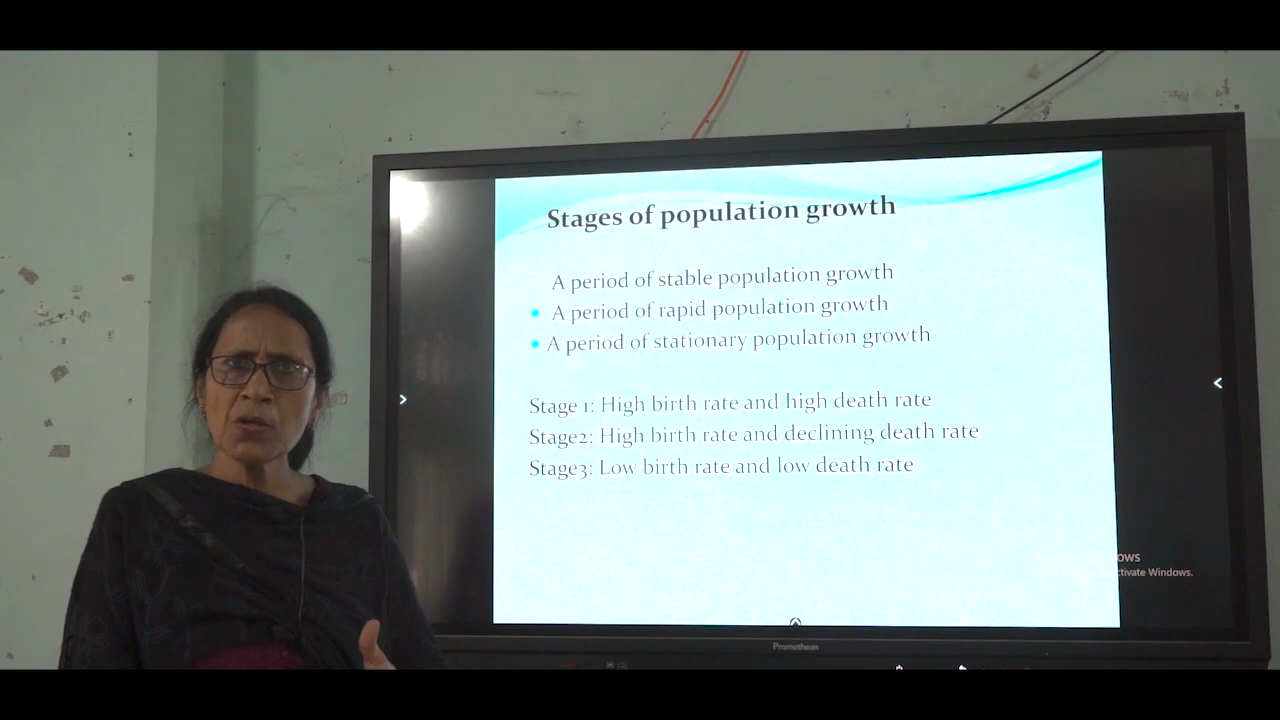 Stages of population growth
A period of stable population growth
A period of rapid population growth
A period of stationary population growth
Stage 1: High birth rate and high death rate
Stage2: High birth rate and declining death rate
Stage3: Low birth rate and low death rate
Windows.
Promethean